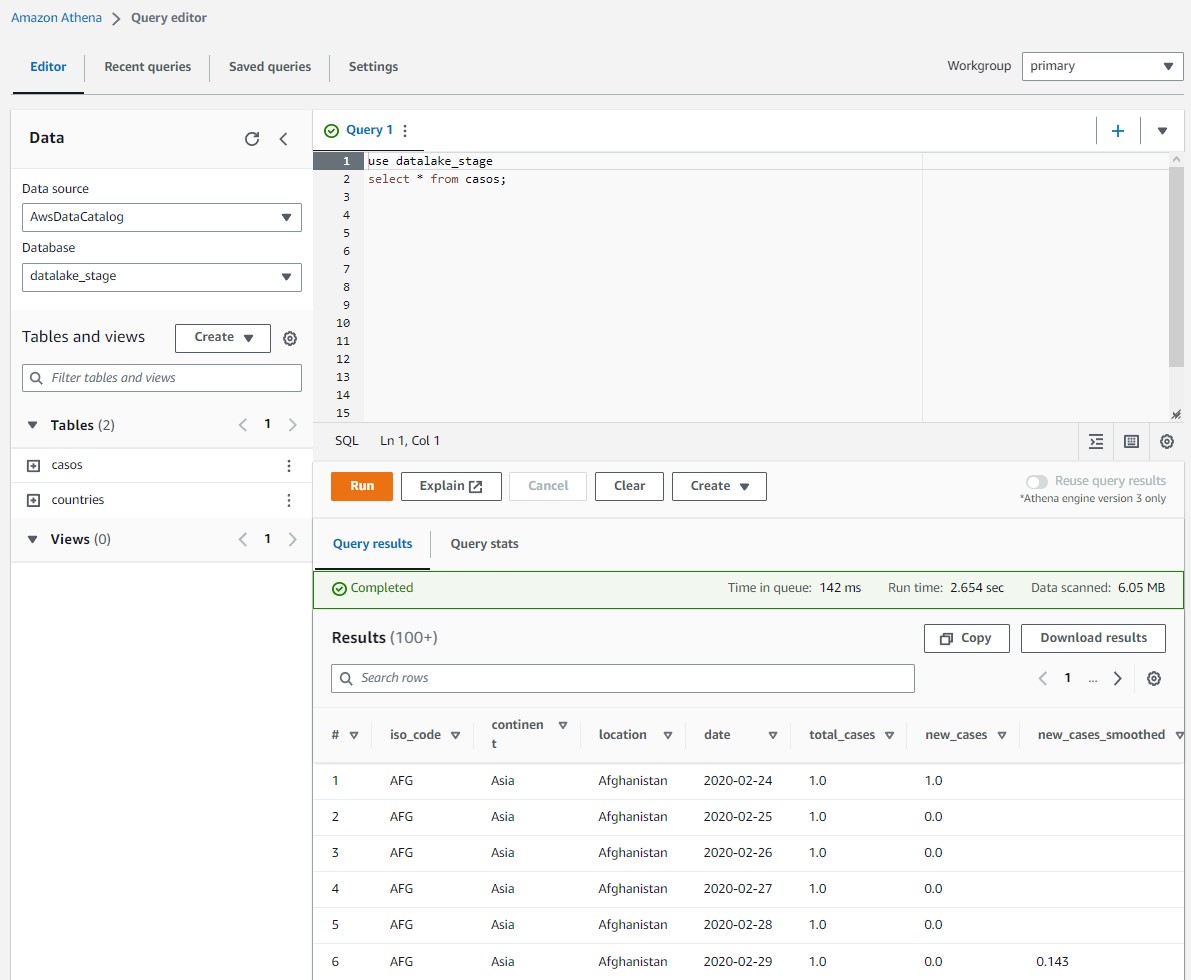 Amazon Athena > Query editor
Editor Recent queries Saved queries Settings
Workgroup primary
Data
Data source
AwsDataCatalog
Database
datalake_stage
Tables and views Create
Filter tables and views
Tables (2) < 1 >
casos
countries
Views (0) < 1 >
Query 1
1 use datalake_stage
2 select * from casos;
3
4
5
6
7
8
9
10
11
12
13
14
15
SQL Ln 1, Col 1
Run Explain Cancel Clear Create
Reuse query results
*Athena engine version 3 only
Query results Query stats
Completed Time in queue: 142 ms Run time: 2.654 sec Data scanned: 6.05 MB
Results (100+) Copy Download results
Search rows < 1 ... >
# iso_code continen
t location date total_cases new_cases new_cases_smoothed
1 AFG Asia Afghanistan 2020-02-24 1.0 1.0
2 AFG Asia Afghanistan 2020-02-25 1.0 0.0
3 AFG Asia Afghanistan 2020-02-26 1.0 0.0
4 AFG Asia Afghanistan 2020-02-27 1.0 0.0
5 AFG Asia Afghanistan 2020-02-28 1.0 0.0
6 AFG Asia Afghanistan 2020-02-29 1.0 0.0 0.143